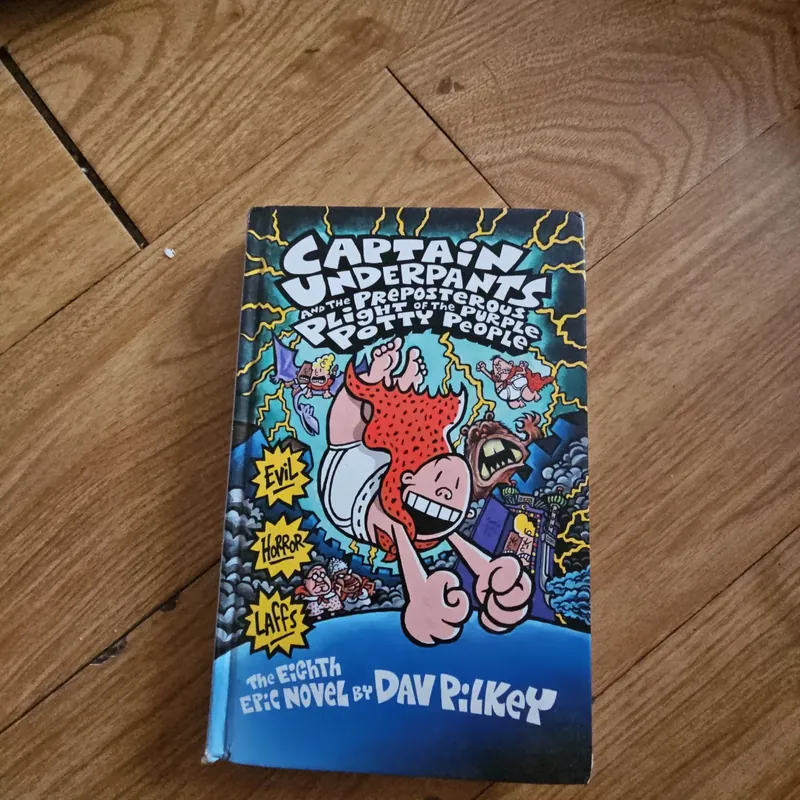 CAPTAIN
UNDERPANTS
AND THE PREPOSTEROUS
PLIGHT OF THE PURPLE
POTTY PEOPLE
EVIL
HORROR
LAFFS
THE EIGHTH
EPIC NOVEL BY DAV PILKEY